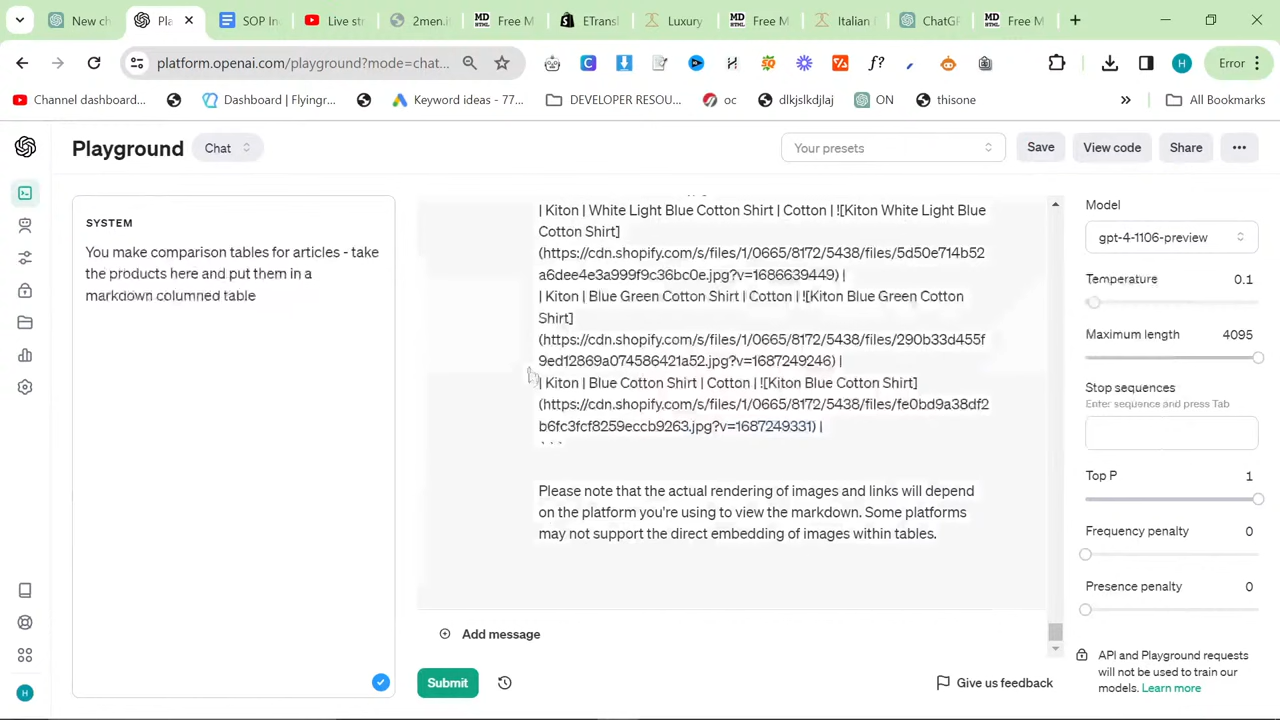 New ch
Pla
SOP In
Live str
2men.i
MD HTML Free M
ETransl
Luxury
MD HTML Free M
Italian
ChatGP
MD HTML Free M
platform.openai.com/playground?mode=chat...
Error
Channel dashboard...
Dashboard | Flyingr...
Keyword ideas - 77...
DEVELOPER RESOU...
oc
dlkjslkdjlaj
ON
thisone
All Bookmarks
Playground
Chat
Your presets
Save
View code
Share
SYSTEM
You make comparison tables for articles - take
the products here and put them in a
markdown columned table
| Kiton | White Light Blue Cotton Shirt | Cotton | ![Kiton White Light Blue
Cotton Shirt]
(https://cdn.shopify.com/s/files/1/0665/8172/5438/files/5d50e714b52
a6dee4e3a999f9c36bc0e.jpg?v=1686639449) |
| Kiton | Blue Green Cotton Shirt | Cotton | ![Kiton Blue Green Cotton
Shirt]
(https://cdn.shopify.com/s/files/1/0665/8172/5438/files/290b33d455f
9ed12869a074586421a52.jpg?v=1687249246) |
| Kiton | Blue Cotton Shirt | Cotton | ![Kiton Blue Cotton Shirt]
(https://cdn.shopify.com/s/files/1/0665/8172/5438/files/fe0bd9a38df2
b6fc3fcf8259eccb9263.jpg?v=1687249331) |
```
Please note that the actual rendering of images and links will depend
on the platform you're using to view the markdown. Some platforms
may not support the direct embedding of images within tables.
Add message
Submit
Give us feedback
Model
gpt-4-1106-preview
Temperature 0.1
Maximum length 4095
Stop sequences
Enter sequence and press Tab
Top P 1
Frequency penalty 0
Presence penalty 0
API and Playground requests
will not be used to train our
models. Learn more
H
H